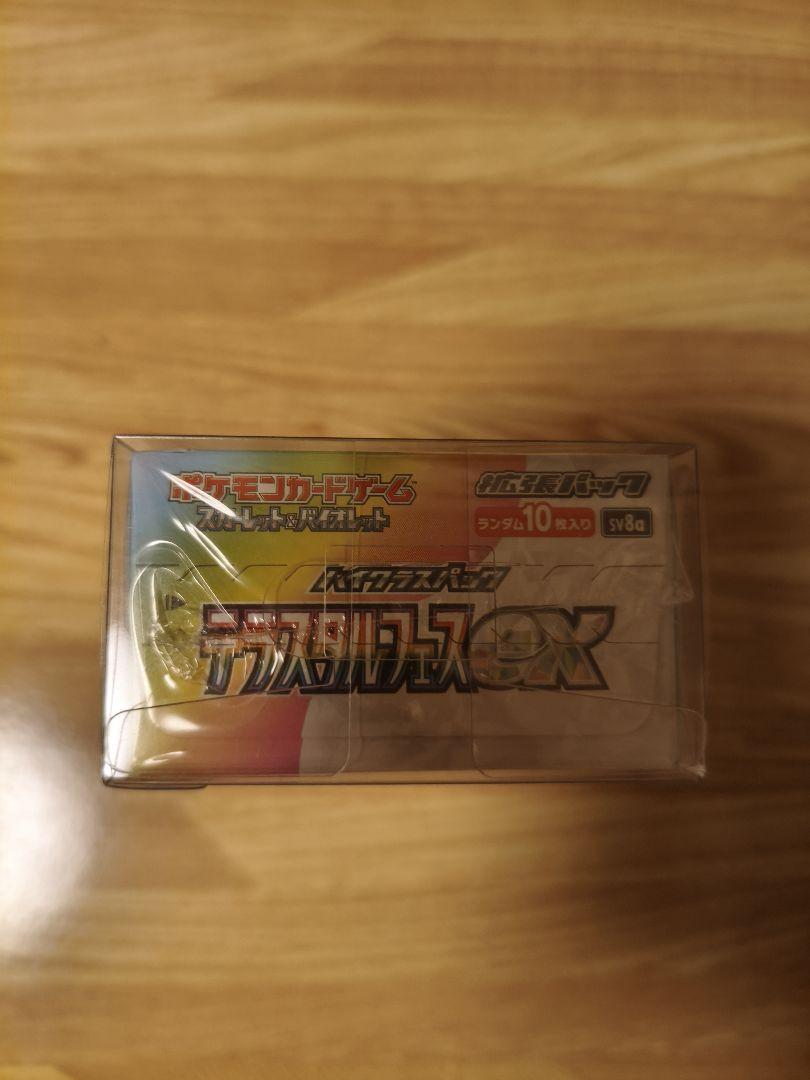 ポケモンカードゲーム
スカーレット&バイオレット
拡張パック
ランダム10枚入り SV8a
ハイクラスパック
テラスタルフェスex